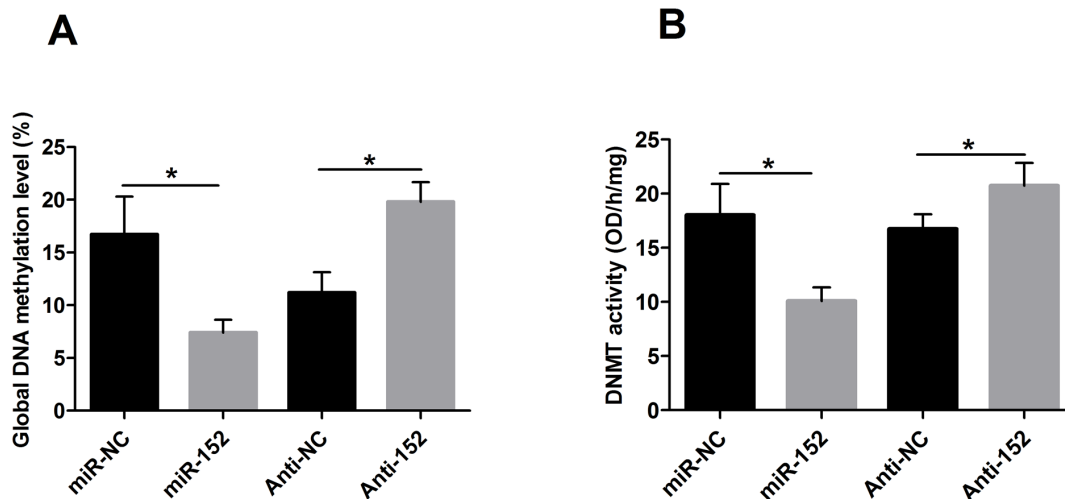 A
Global DNA methylation level (%)
25
20
15
10
5
0
*
*
miR-NC
miR-152
Anti-NC
Anti-152
B
DNMT activity (OD/h/mg)
25
20
15
10
5
0
*
*
miR-NC
miR-152
Anti-NC
Anti-152